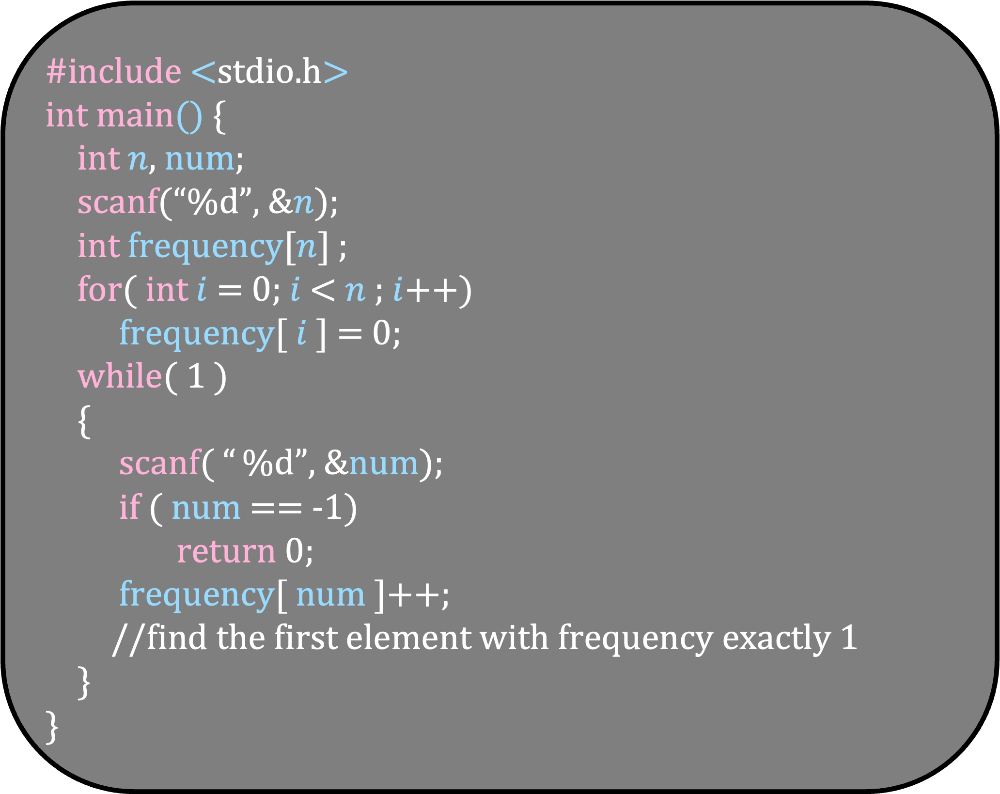 #include <stdio.h>
int main() {
int n, num;
scanf(“%d”, &n);
int frequency[n] ;
for( int i = 0; i < n ; i++)
frequency[ i ] = 0;
while( 1 )
{
scanf( “ %d”, &num);
if ( num == -1)
return 0;
frequency[ num ]++;
//find the first element with frequency exactly 1
}
}